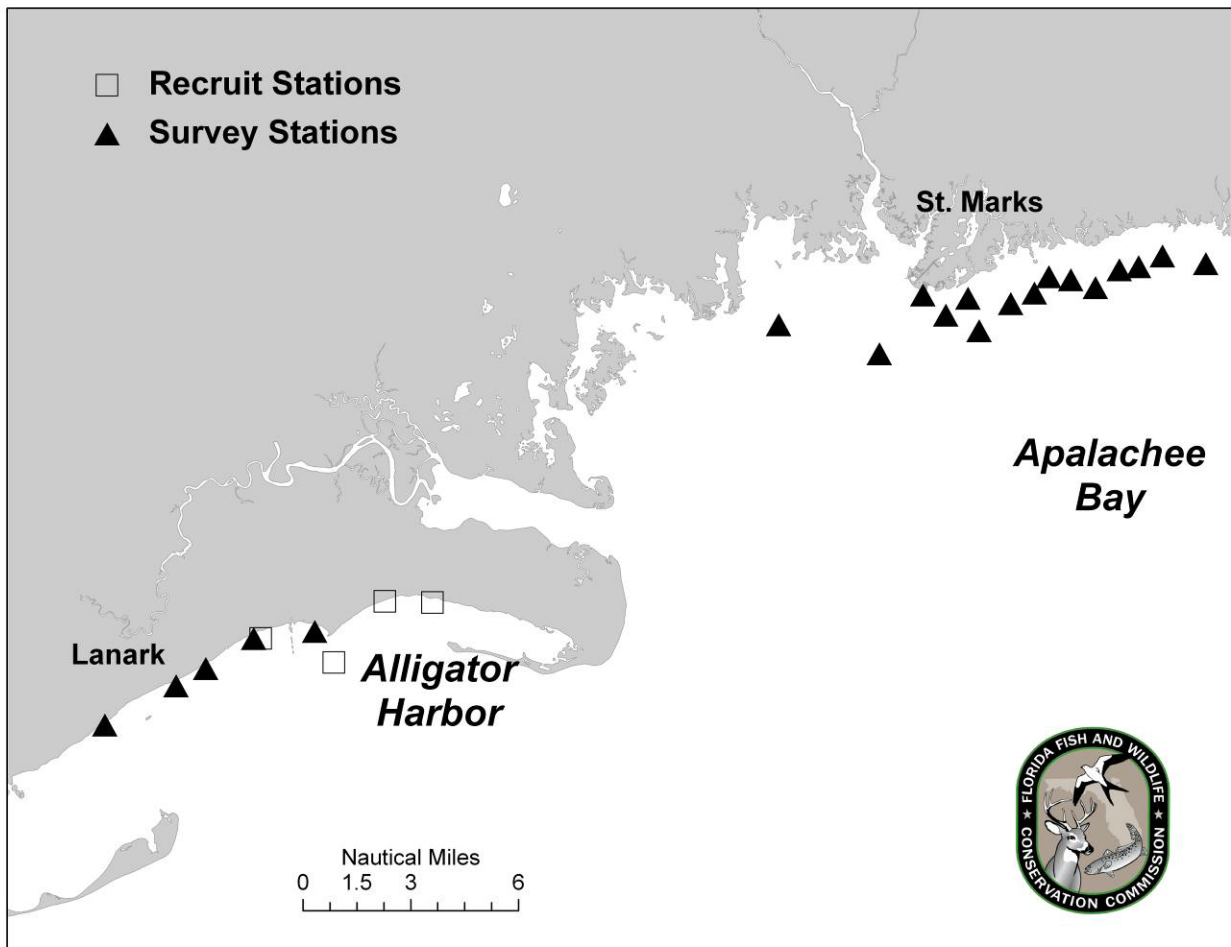 Recruit Stations
Survey Stations
St. Marks
Apalachee
Bay
Lanark
Alligator
Harbor
Nautical Miles
0 1.5 3 6
FLORIDA FISH AND WILDLIFE
CONSERVATION COMMISSION